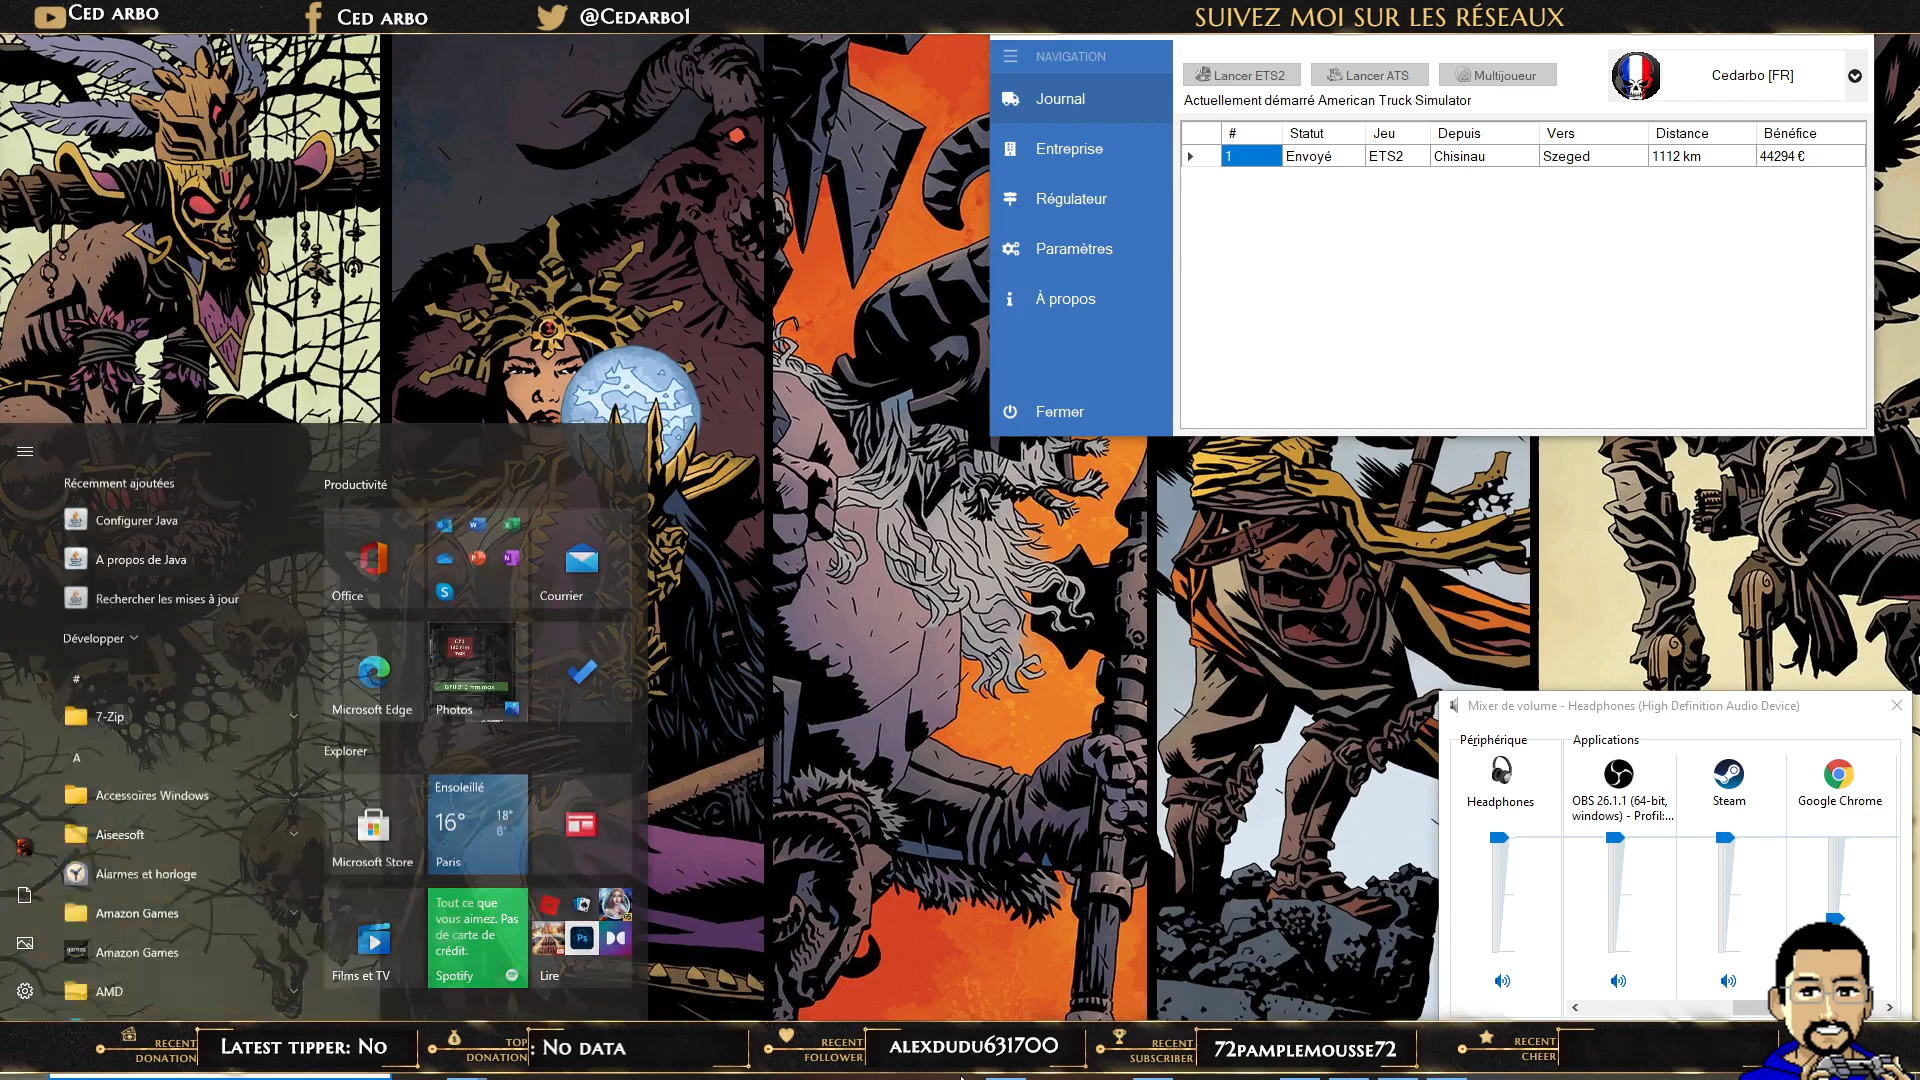 Ced arbo
Ced arbo
@Cedarbo1
SUIVEZ MOI SUR LES RÉSEAUX
NAVIGATION
Journal
Entreprise
Régulateur
Paramètres
À propos
Fermer
Lancer ETS2
Lancer ATS
Multijoueur
Cedarbo [FR]
Actuellement démarré American Truck Simulator
# Statut Jeu Depuis Vers Distance Bénéfice
1 Envoyé ETS2 Chisinau Szeged 1112 km 44294 €
Récemment ajoutées
Configurer Java
A propos de Java
Rechercher les mises à jour
Développer
#
7-Zip
A
Accessoires Windows
Aiseesoft
Alarmes et horloge
Amazon Games
Amazon Games
AMD
Productivité
Office
Courrier
Microsoft Edge
Photos
Explorer
Microsoft Store
Ensoleillé
16°
18°
6°
Paris
Films et TV
Tout ce que
vous aimez. Pas
de carte de
crédit.
Spotify
Ps
Lire
Mixer de volume - Headphones (High Definition Audio Device)
Périphérique
Applications
Headphones
OBS 26.1.1 (64-bit,
windows) - Profil:...
Steam
Google Chrome
RECENT
DONATION
Latest tipper: No
TOP
DONATION
: No data
RECENT
FOLLOWER
alexdudu631700
RECENT
SUBSCRIBER
72pamplemousse72
RECENT
CHEER